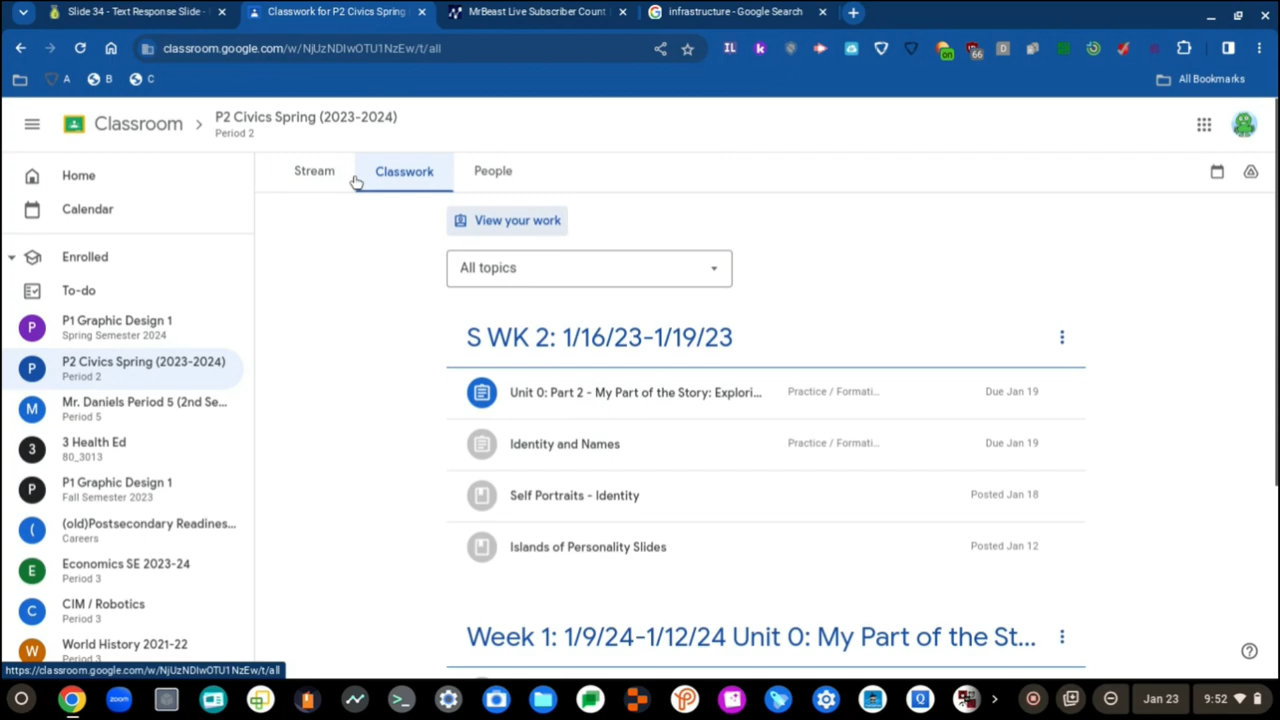 Slide 34 - Text Response Slide -
Classwork for P2 Civics Spring
MrBeast Live Subscriber Count
infrastructure - Google Search
classroom.google.com/w/NjUzNDIwOTU1NzEw/t/all
IL
k
on
66
D
A
B
C
All Bookmarks
Classroom
P2 Civics Spring (2023-2024)
Period 2
Home
Calendar
Enrolled
To-do
P
P1 Graphic Design 1
Spring Semester 2024
P
P2 Civics Spring (2023-2024)
Period 2
M
Mr. Daniels Period 5 (2nd Se...
Period 5
3
3 Health Ed
80_3013
P
P1 Graphic Design 1
Fall Semester 2023
(
(old)Postsecondary Readines...
Careers
E
Economics SE 2023-24
Period 3
C
CIM / Robotics
Period 3
W
World History 2021-22
Period 3
https://classroom.google.com/w/NjUzNDIwOTU1NzEw/t/all
Stream
Classwork
People
View your work
All topics
S WK 2: 1/16/23-1/19/23
Unit 0: Part 2 - My Part of the Story: Explori... Practice / Formati... Due Jan 19
Identity and Names Practice / Formati... Due Jan 19
Self Portraits - Identity Posted Jan 18
Islands of Personality Slides Posted Jan 12
Week 1: 1/9/24-1/12/24 Unit 0: My Part of the St...
zoom
Q
Jan 23
9:52